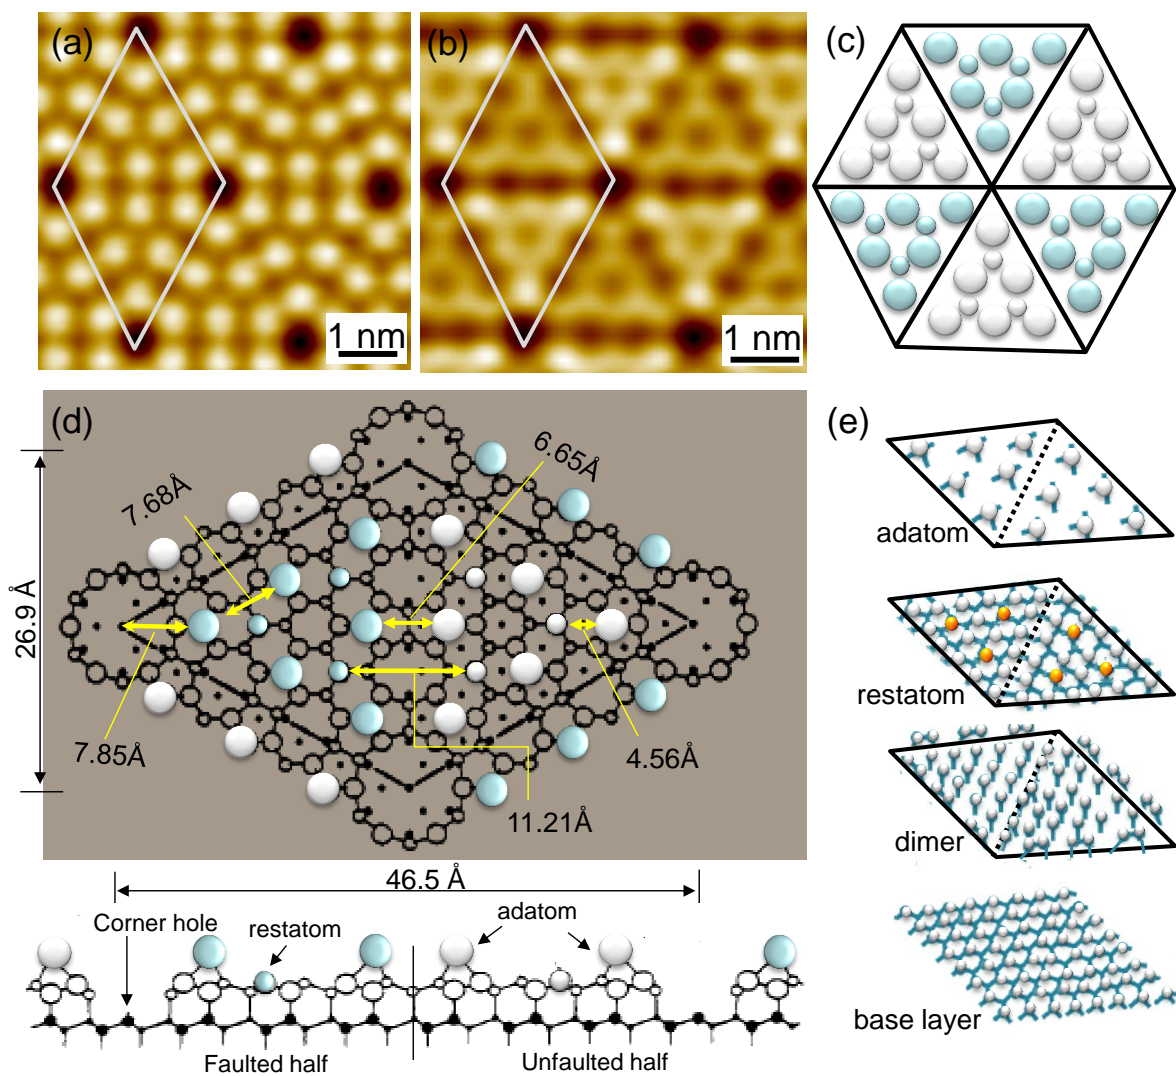 (a)
(b)
(c)
1 nm
1 nm
(d)
(e)
7.68Å
6.65Å
26.9 Å
7.85Å
4.56Å
11.21Å
adatom
restatom
dimer
base layer
46.5 Å
Corner hole
restatom
adatom
Faulted half
Unfaulted half